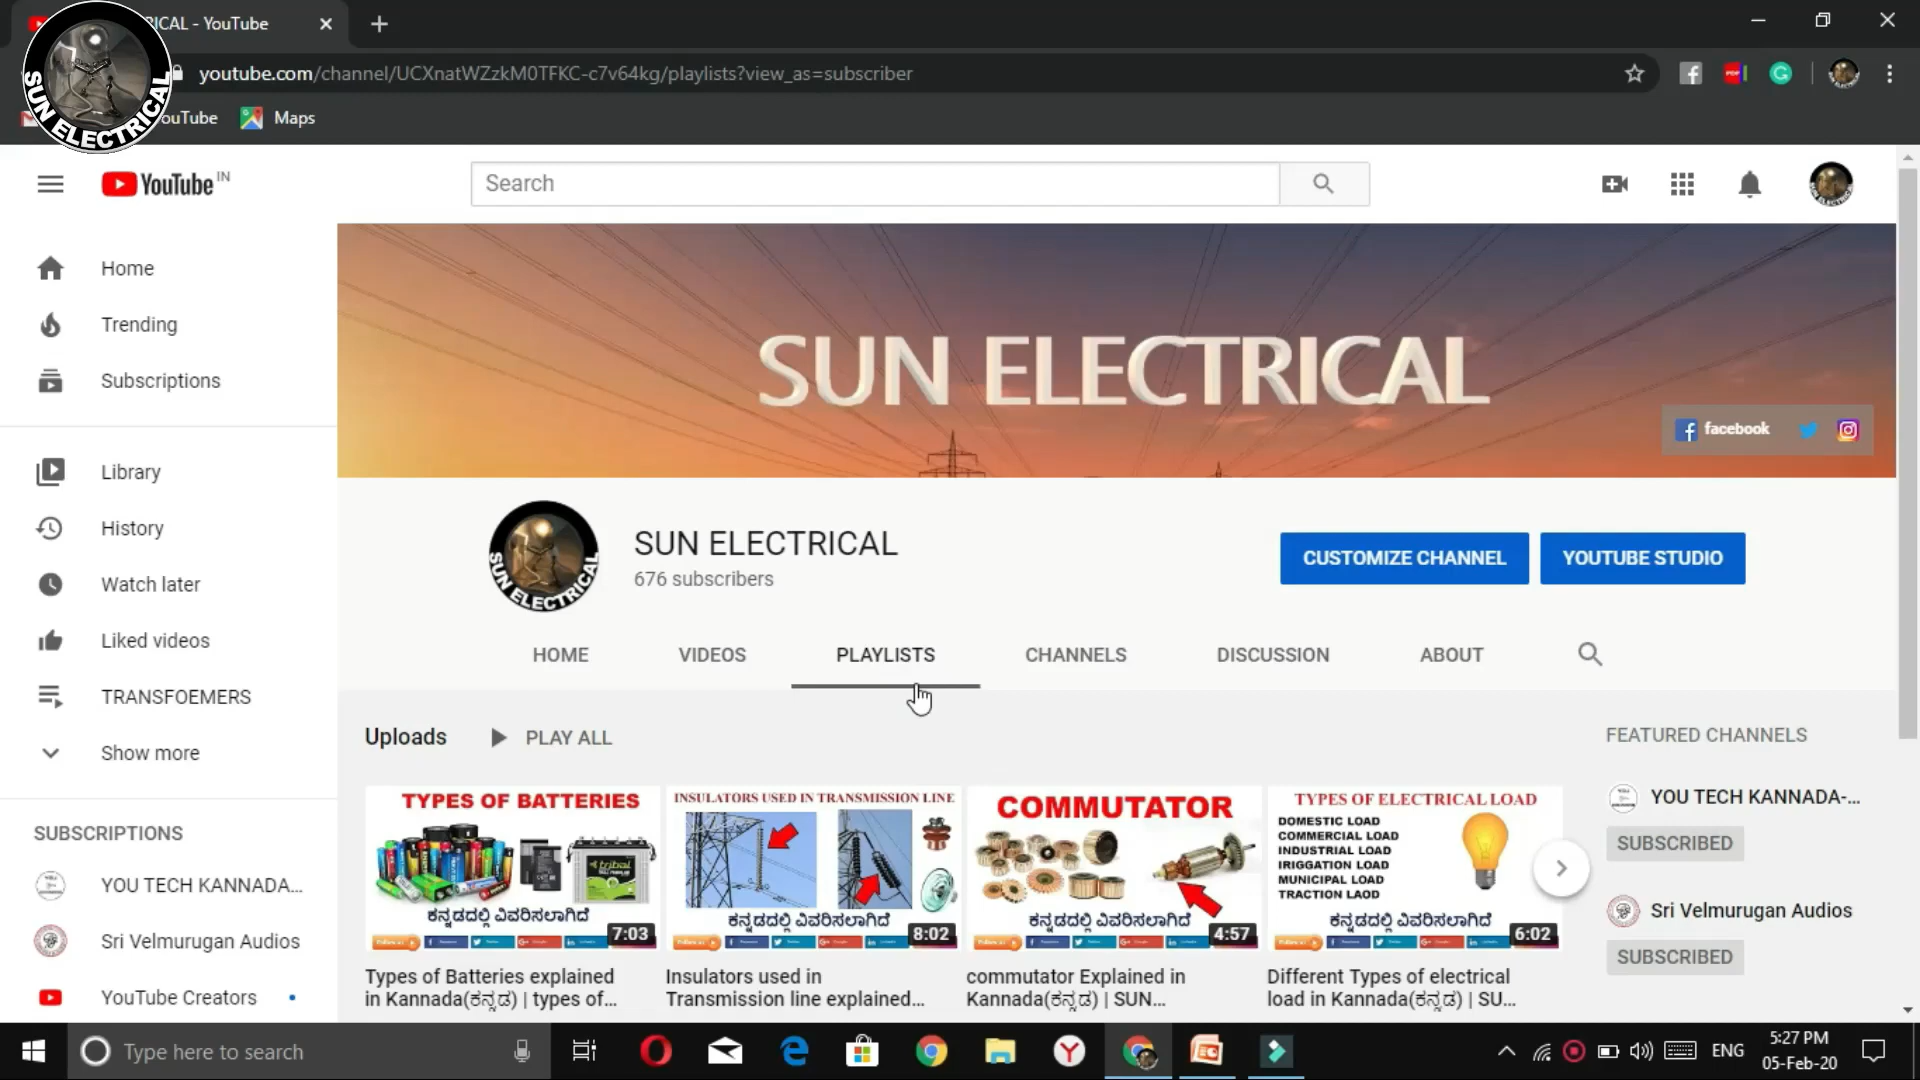 RICAL - YouTube
youtube.com/channel/UCXnatWZzkM0TFKC-c7v64kg/playlists?view_as=subscriber
SUN ELECTRICAL
ouTube
Maps
YouTube IN
Search
Home
Trending
Subscriptions
Library
History
Watch later
Liked videos
TRANSFOEMERS
Show more
SUBSCRIPTIONS
YOU TECH KANNADA...
Sri Velmurugan Audios
YouTube Creators
SUN ELECTRICAL
facebook
SUN ELECTRICAL
SUN ELECTRICAL
676 subscribers
CUSTOMIZE CHANNEL
YOUTUBE STUDIO
HOME
VIDEOS
PLAYLISTS
CHANNELS
DISCUSSION
ABOUT
Uploads
PLAY ALL
TYPES OF BATTERIES
tribal
ಕನ್ನಡದಲ್ಲಿ ವಿವರಿಸಲಾಗಿದೆ
7:03
Types of Batteries explained
in Kannada(ಕನ್ನಡ) | types of...
INSULATORS USED IN TRANSMISSION LINE
ಕನ್ನಡದಲ್ಲಿ ವಿವರಿಸಲಾಗಿದೆ
8:02
Insulators used in
Transmission line explained...
COMMUTATOR
ಕನ್ನಡದಲ್ಲಿ ವಿವರಿಸಲಾಗಿದೆ
4:57
commutator Explained in
Kannada(ಕನ್ನಡ) | SUN...
TYPES OF ELECTRICAL LOAD
DOMESTIC LOAD
COMMERCIAL LOAD
INDUSTRIAL LOAD
IRIGGATION LOAD
MUNICIPAL LOAD
TRACTION LAOD
ಕನ್ನಡದಲ್ಲಿ ವಿವರಿಸಲಾಗಿದೆ
6:02
Different Types of electrical
load in Kannada(ಕನ್ನಡ) | SU...
FEATURED CHANNELS
YOU TECH KANNADA-...
SUBSCRIBED
Sri Velmurugan Audios
SUBSCRIBED
Type here to search
ENG
5:27 PM
05-Feb-20